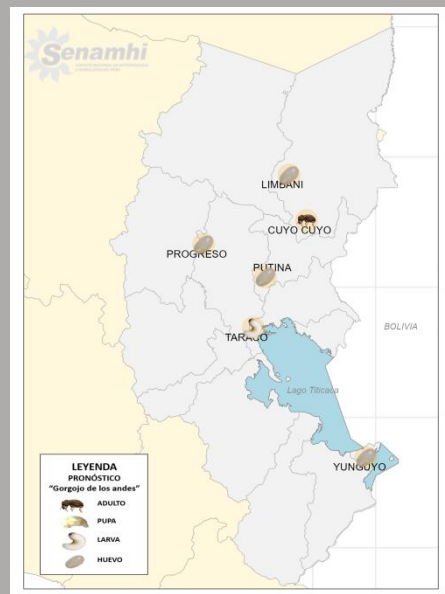 Senamhi
LIMBANI
CUYO CUYO
PROGRESO
PUTINA
TARACO
BOLIVIA
Lago Titicaca
YUNGUYO
LEYENDA
PRONÓSTICO
"Gorgojo de los andes"
ADULTO
PUPA
LARVA
HUEVO